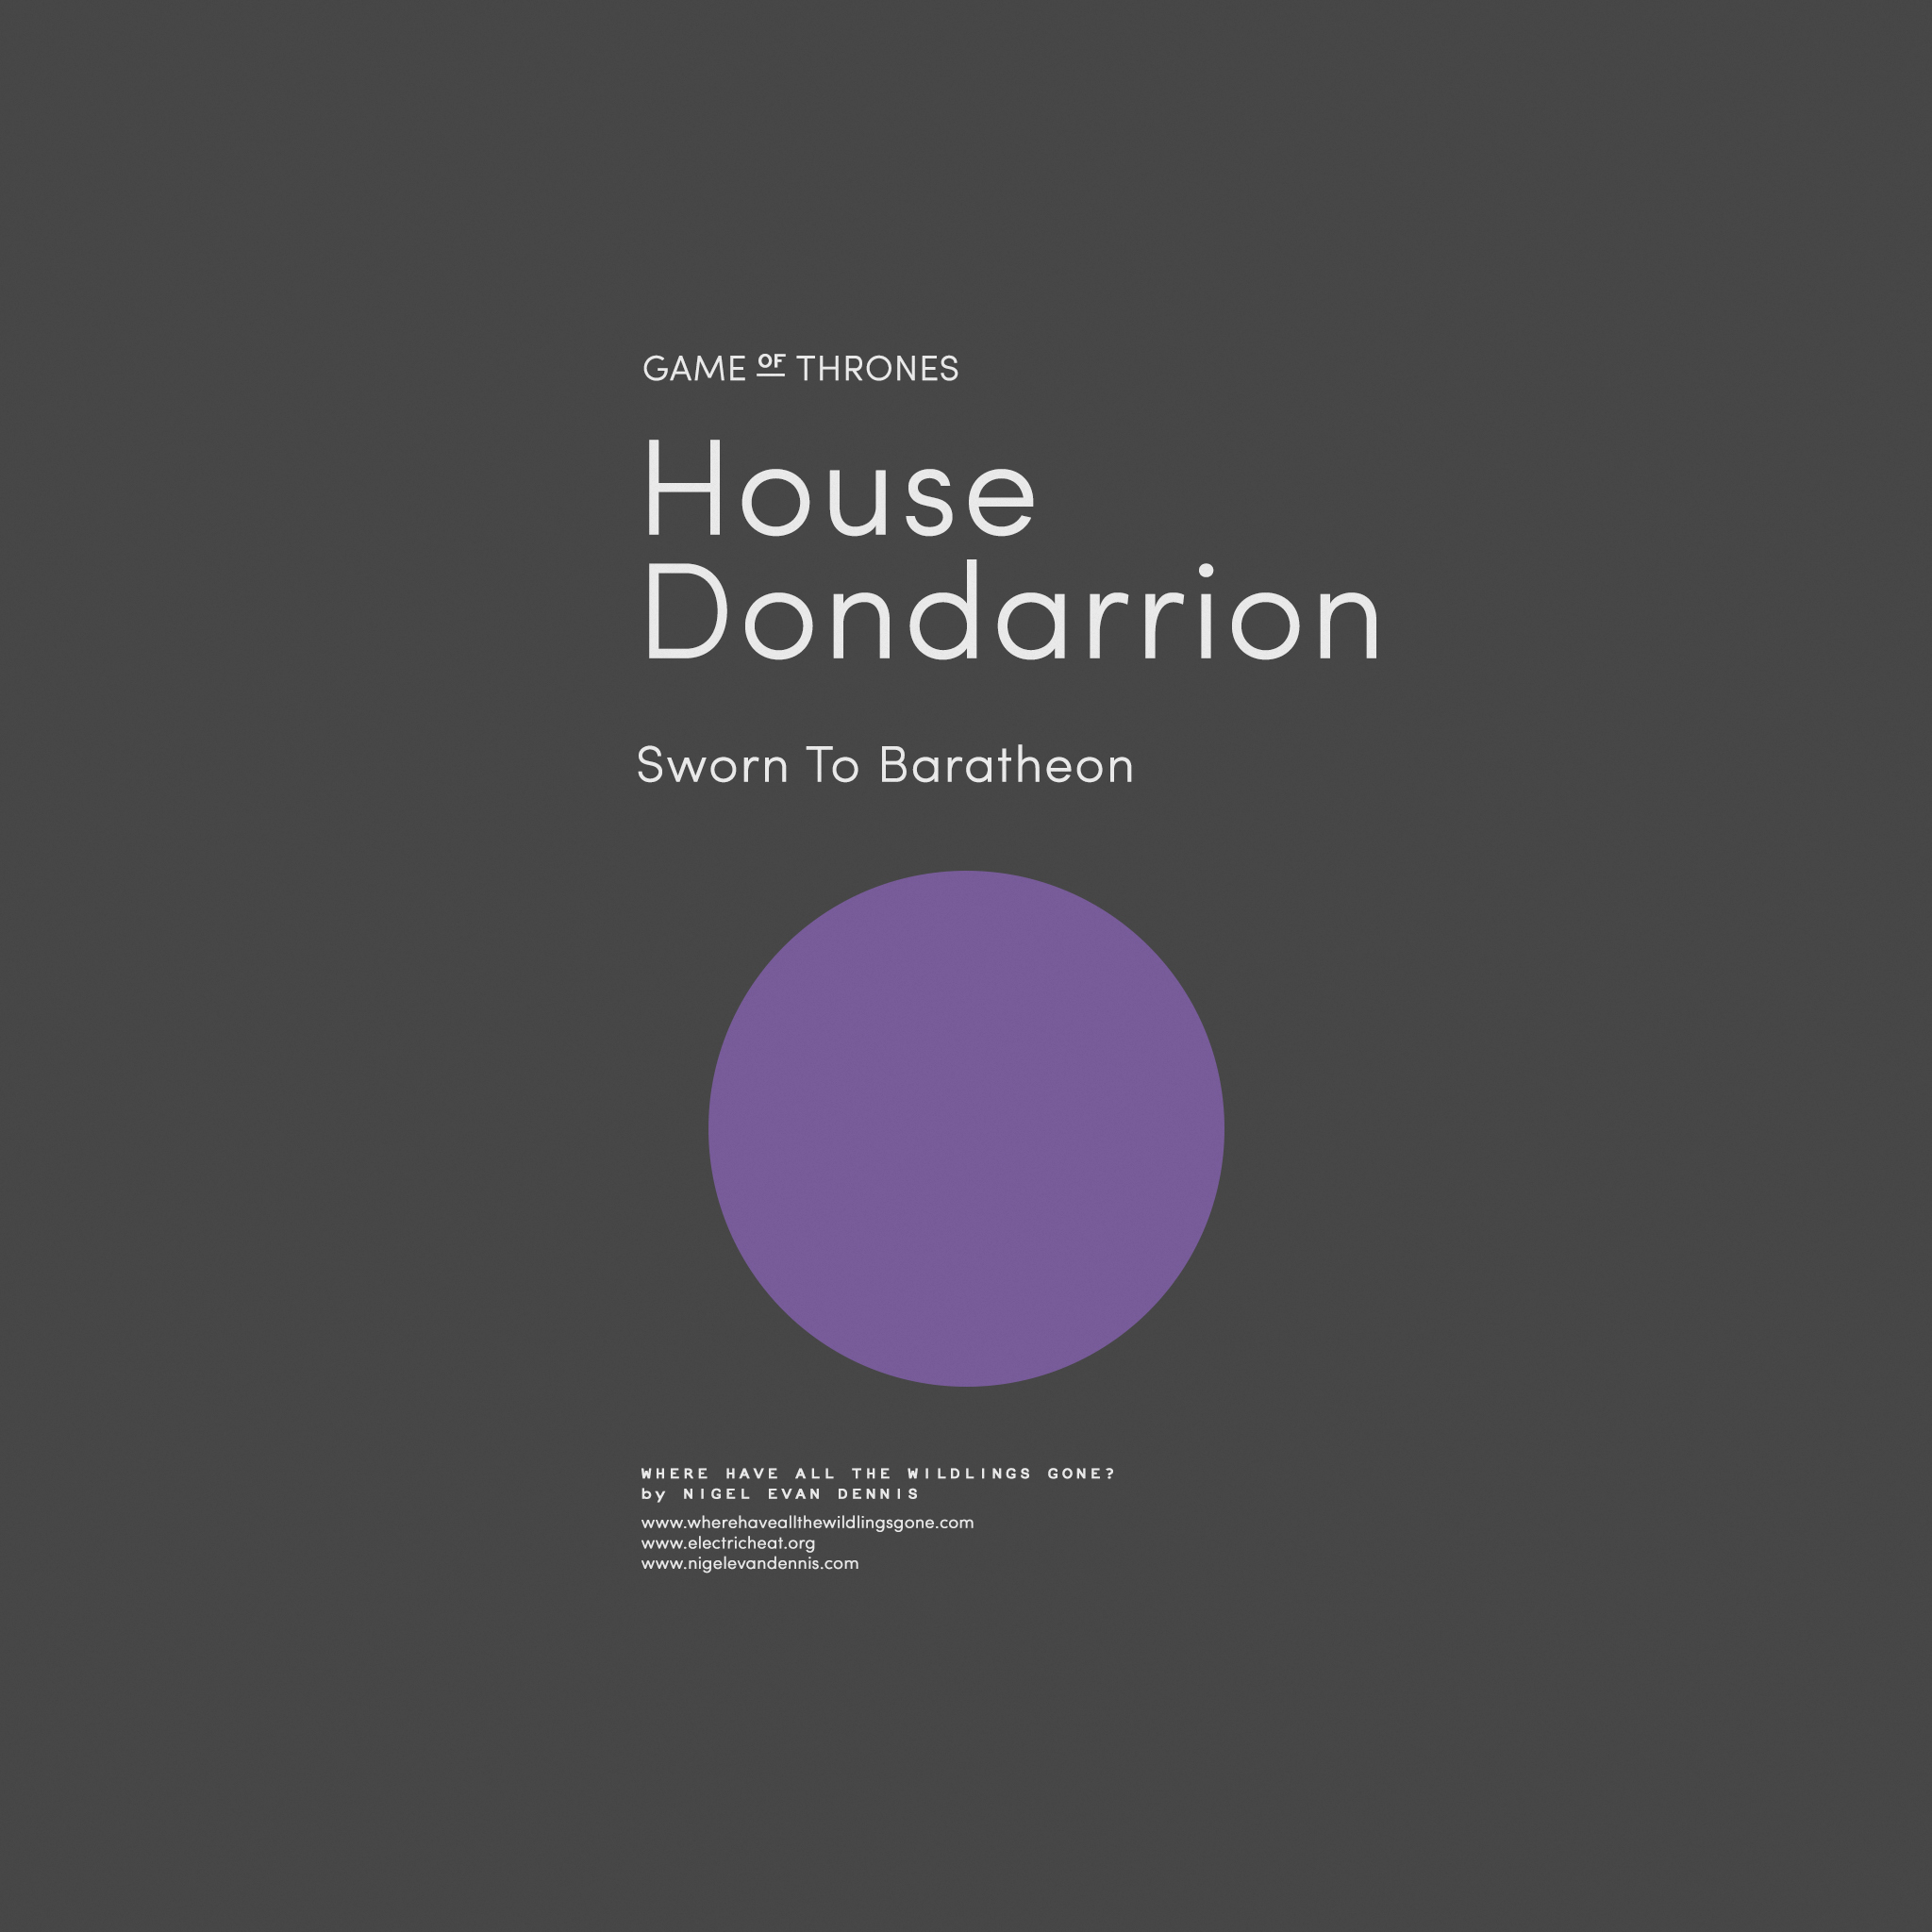 GAME OF THRONES
House
Dondarrion
Sworn To Baratheon
WHERE HAVE ALL THE WILDLINGS GONE?
by NIGEL EVAN DENNIS
www.wherehaveallthewildlingsgone.com
www.electricheat.org
www.nigelevandennis.com